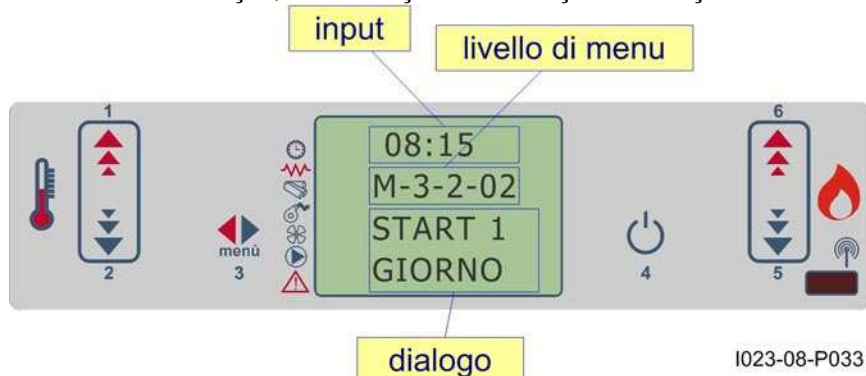 input
livello di menu
1
6
08:15
M-3-2-02
START 1
GIORNO
menù
3
4
2
5
dialogo
I023-08-P033